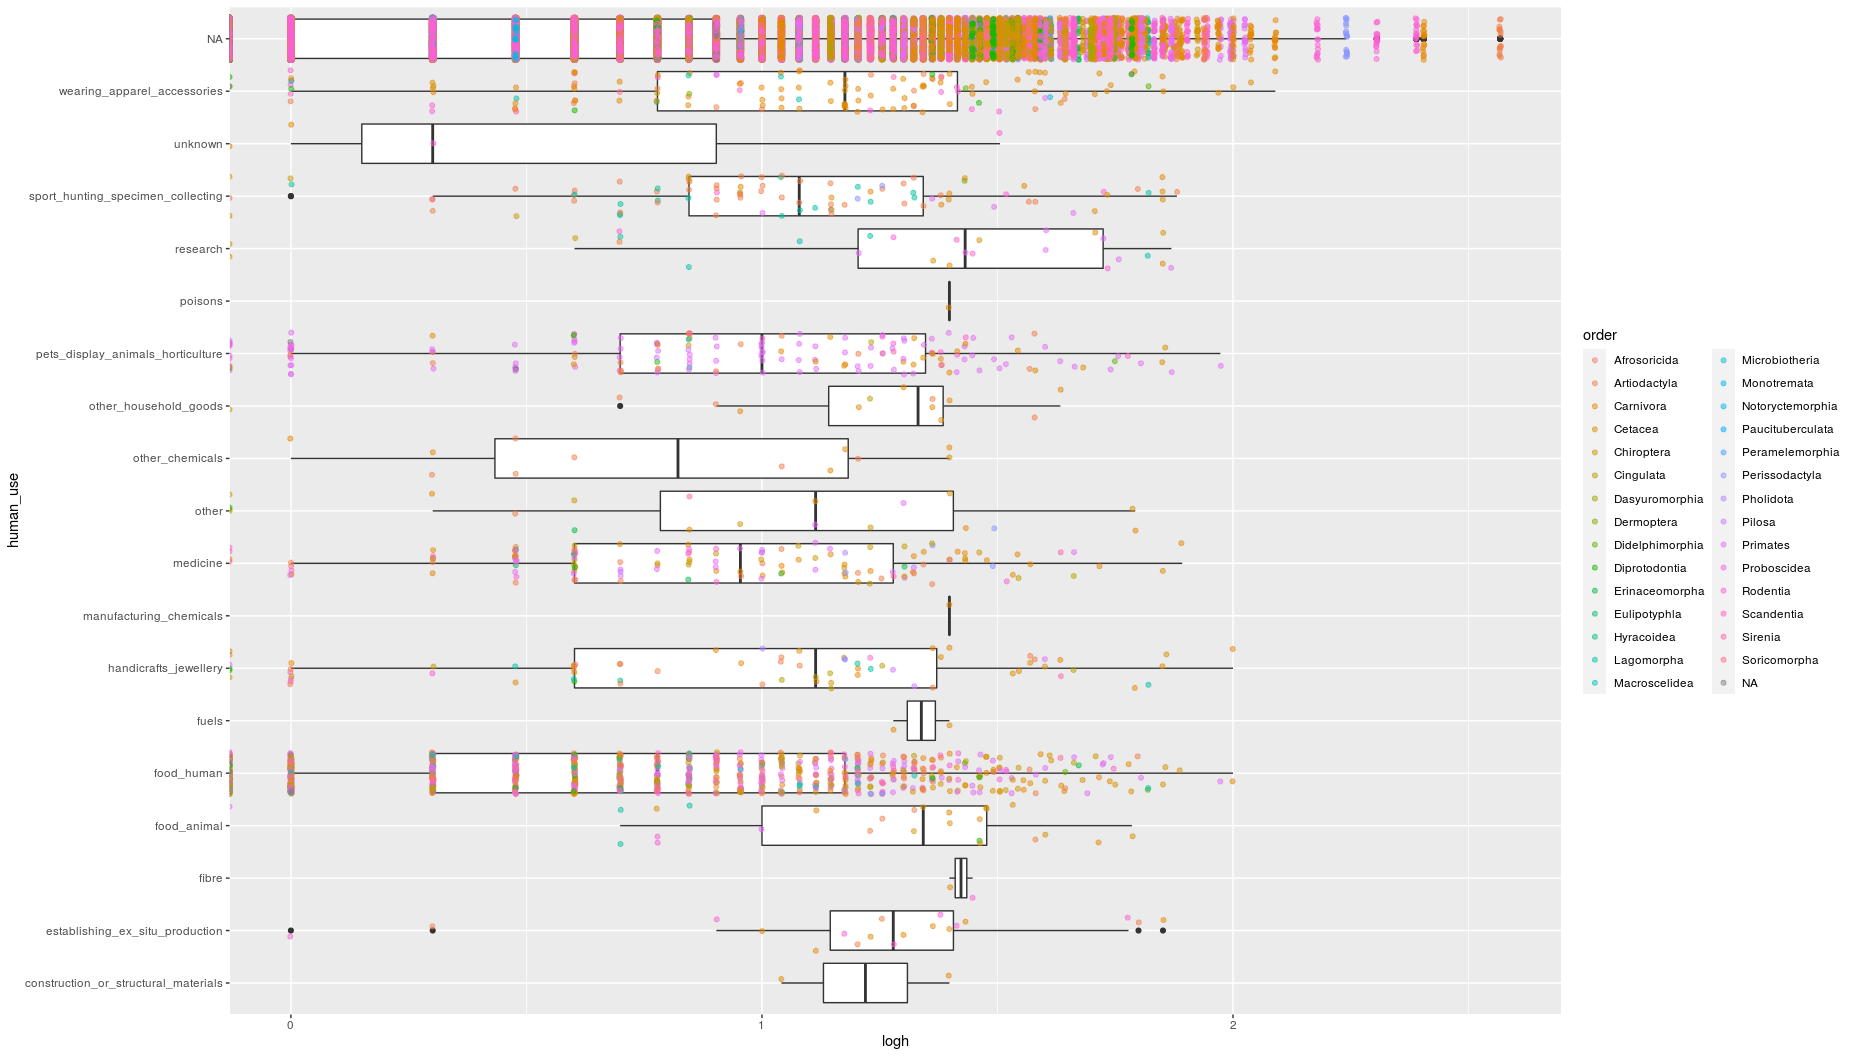 human_use
NA
wearing_apparel_accessories
unknown
sport_hunting_specimen_collecting
research
poisons
pets_display_animals_horticulture
other_household_goods
other_chemicals
other
medicine
manufacturing_chemicals
handicrafts_jewellery
fuels
food_human
food_animal
fibre
establishing_ex_situ_production
construction_or_structural_materials
0 1 2
logh
order
Afrosoricida
Artiodactyla
Carnivora
Cetacea
Chiroptera
Cingulata
Dasyuromorphia
Dermoptera
Didelphimorphia
Diprotodontia
Erinaceomorpha
Eulipotyphla
Hyracoidea
Lagomorpha
Macroscelidea
Microbiotheria
Monotremata
Notoryctemorphia
Paucituberculata
Peramelemorphia
Perissodactyla
Pholidota
Pilosa
Primates
Proboscidea
Rodentia
Scandentia
Sirenia
Soricomorpha
NA